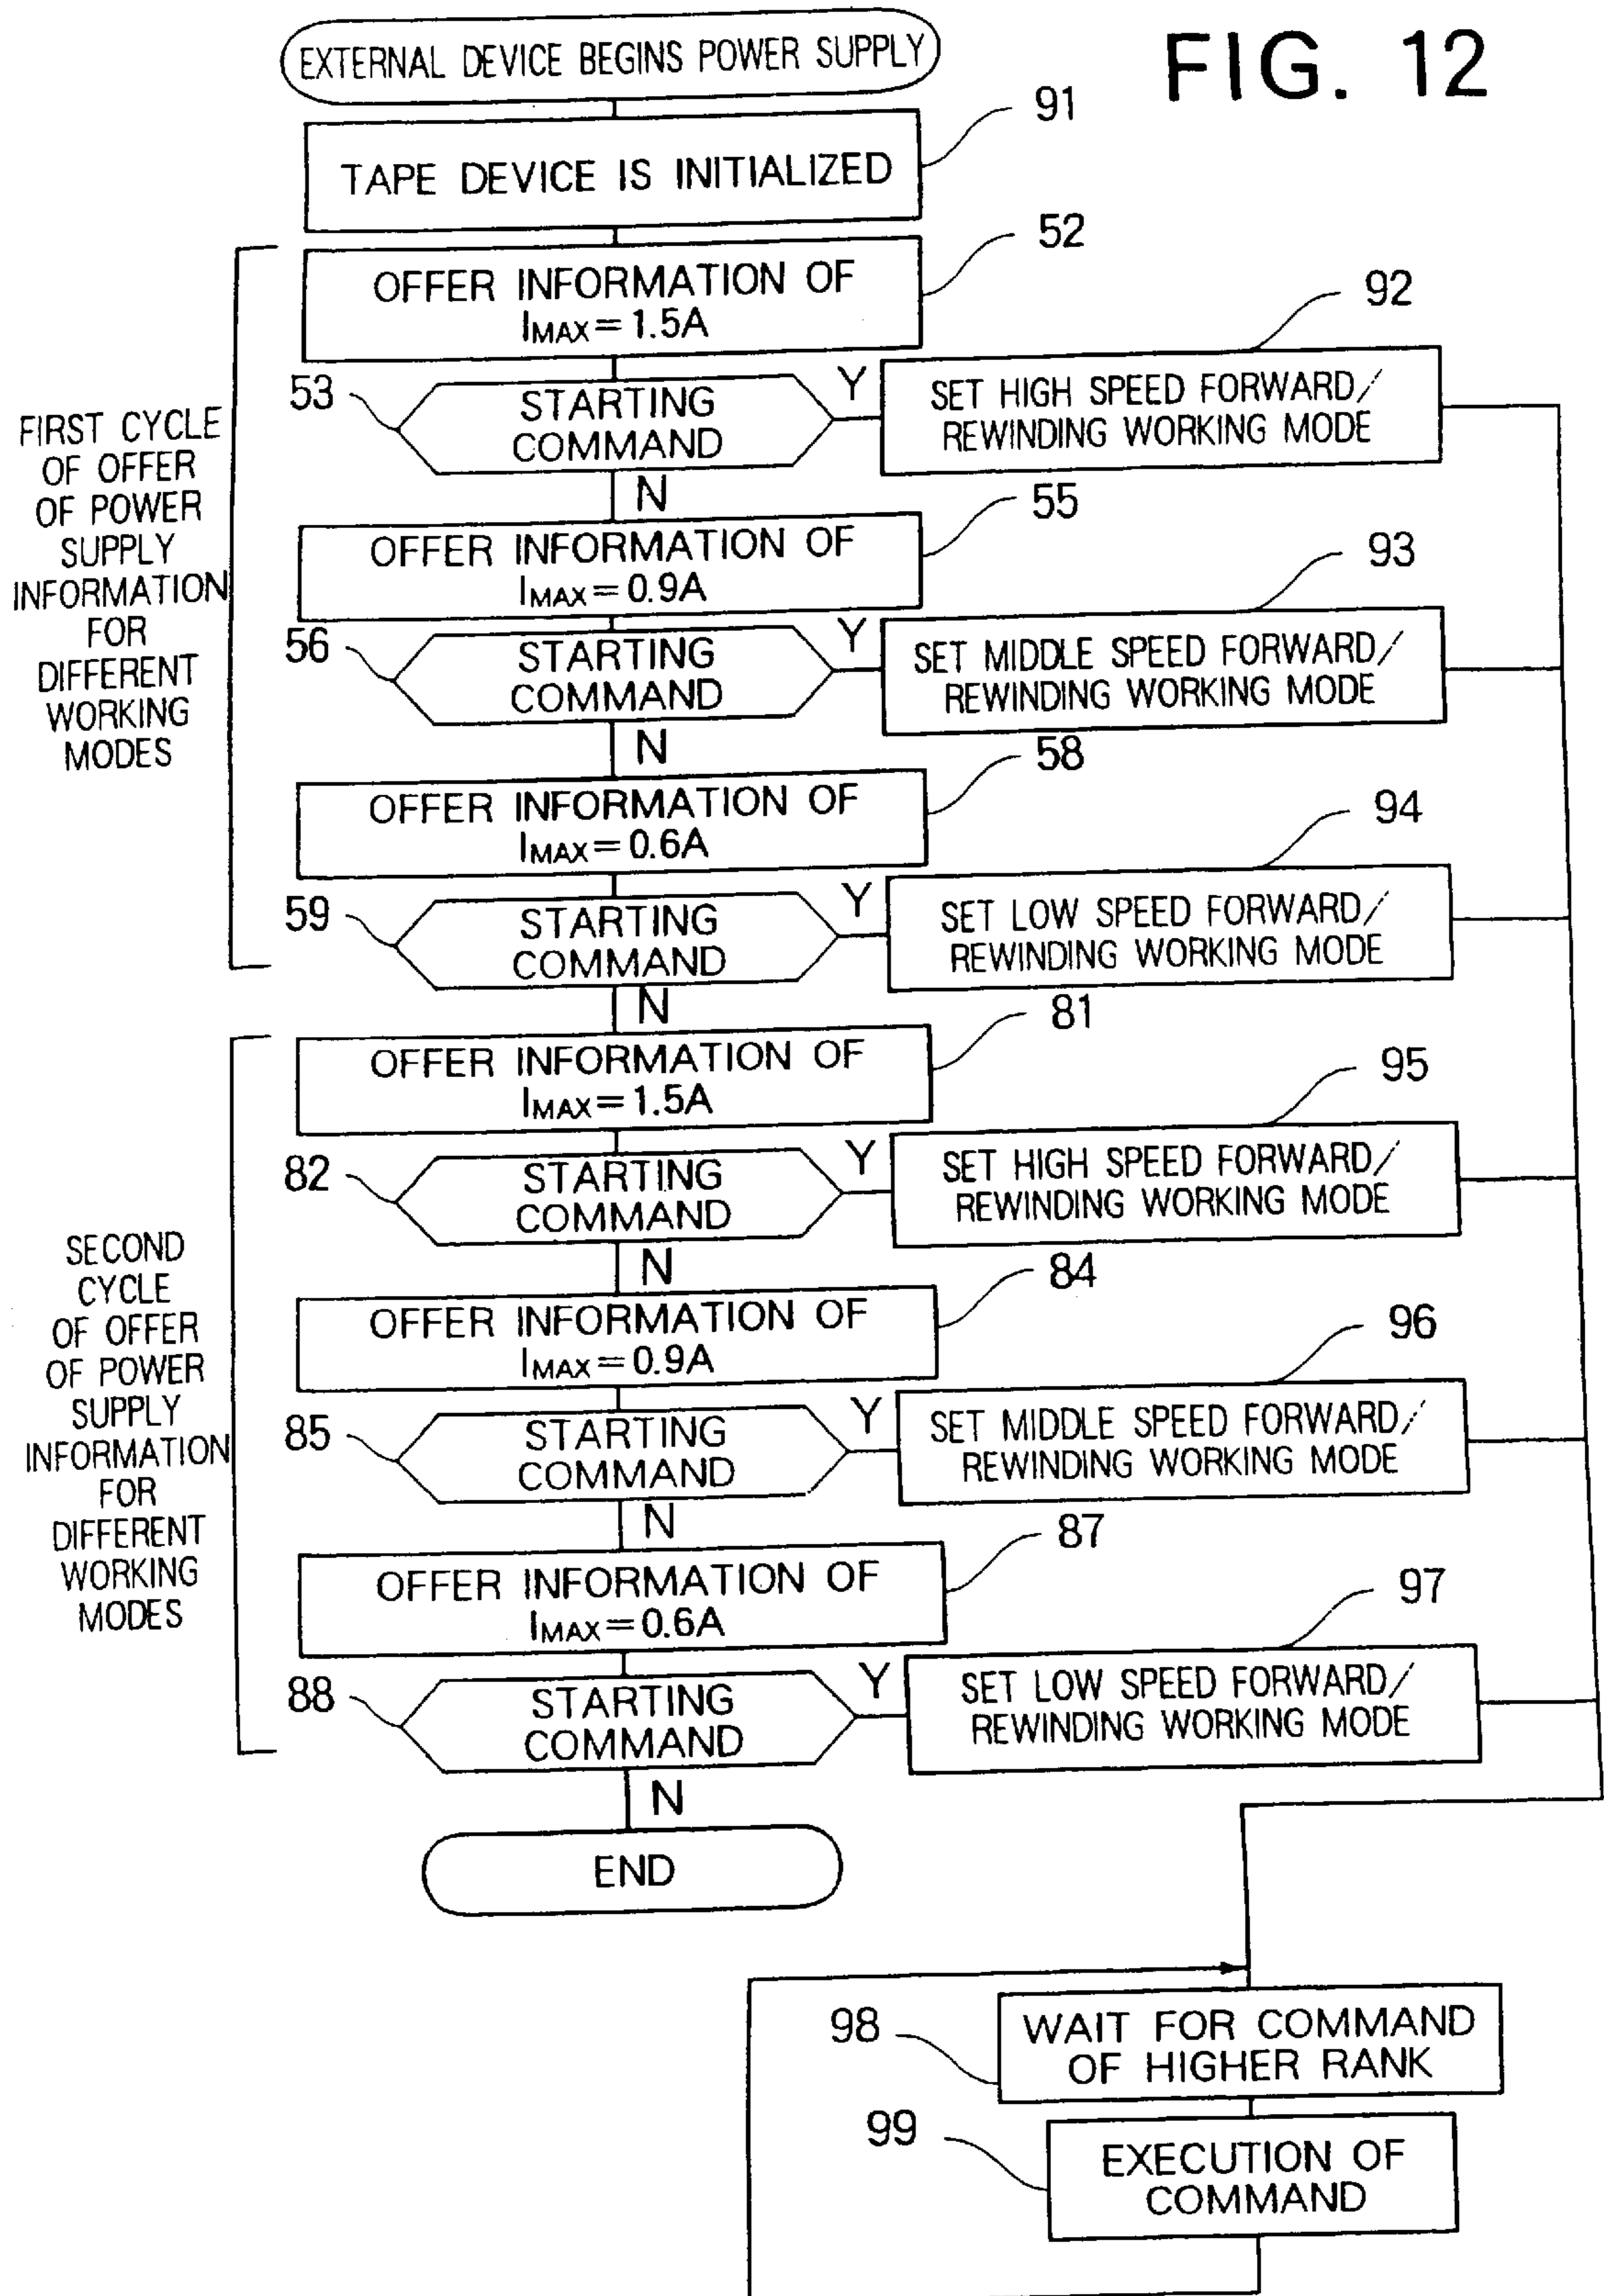 FIG. 12
EXTERNAL DEVICE BEGINS POWER SUPPLY
91
TAPE DEVICE IS INITIALIZED
52
OFFER INFORMATION OF
IMAX = 1.5A
92
53
STARTING
COMMAND
Y
SET HIGH SPEED FORWARD/
REWINDING WORKING MODE
N
FIRST CYCLE
OF OFFER
OF POWER
SUPPLY
INFORMATION
FOR
DIFFERENT
WORKING
MODES
55
OFFER INFORMATION OF
IMAX = 0.9A
93
56
STARTING
COMMAND
Y
SET MIDDLE SPEED FORWARD/
REWINDING WORKING MODE
N
58
OFFER INFORMATION OF
IMAX = 0.6A
94
59
STARTING
COMMAND
Y
SET LOW SPEED FORWARD/
REWINDING WORKING MODE
N
81
OFFER INFORMATION OF
IMAX = 1.5A
95
82
STARTING
COMMAND
Y
SET HIGH SPEED FORWARD/
REWINDING WORKING MODE
N
SECOND
CYCLE
OF OFFER
OF POWER
SUPPLY
INFORMATION
FOR
DIFFERENT
WORKING
MODES
84
OFFER INFORMATION OF
IMAX = 0.9A
96
85
STARTING
COMMAND
Y
SET MIDDLE SPEED FORWARD/
REWINDING WORKING MODE
N
87
OFFER INFORMATION OF
IMAX = 0.6A
97
88
STARTING
COMMAND
Y
SET LOW SPEED FORWARD/
REWINDING WORKING MODE
N
END
98
WAIT FOR COMMAND
OF HIGHER RANK
99
EXECUTION OF
COMMAND